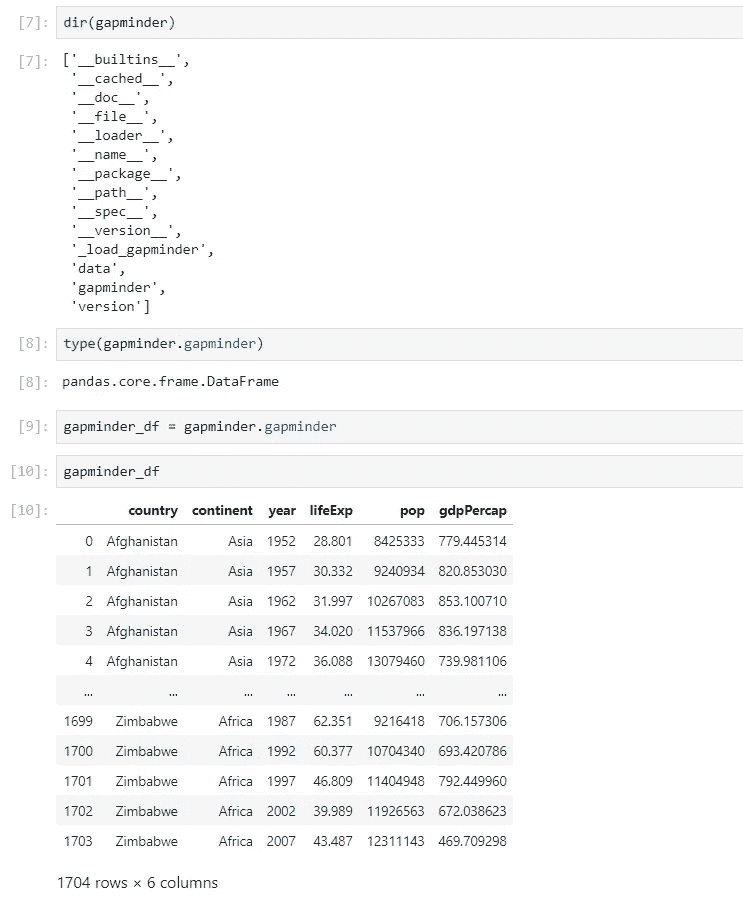 [7]: dir(gapminder)
[7]: ['__builtins__',
'__cached__',
'__doc__',
'__file__',
'__loader__',
'__name__',
'__package__',
'__path__',
'__spec__',
'__version__',
'_load_gapminder',
'data',
'gapminder',
'version']
[8]: type(gapminder.gapminder)
[8]: pandas.core.frame.DataFrame
[9]: gapminder_df = gapminder.gapminder
[10]: gapminder_df
[10]: country continent year lifeExp pop gdpPercap
0 Afghanistan Asia 1952 28.801 8425333 779.445314
1 Afghanistan Asia 1957 30.332 9240934 820.853030
2 Afghanistan Asia 1962 31.997 10267083 853.100710
3 Afghanistan Asia 1967 34.020 11537966 836.197138
4 Afghanistan Asia 1972 36.088 13079460 739.981106
... ... ... ... ... ... ...
1699 Zimbabwe Africa 1987 62.351 9216418 706.157306
1700 Zimbabwe Africa 1992 60.377 10704340 693.420786
1701 Zimbabwe Africa 1997 46.809 11404948 792.449960
1702 Zimbabwe Africa 2002 39.989 11926563 672.038623
1703 Zimbabwe Africa 2007 43.487 12311143 469.709298
1704 rows × 6 columns